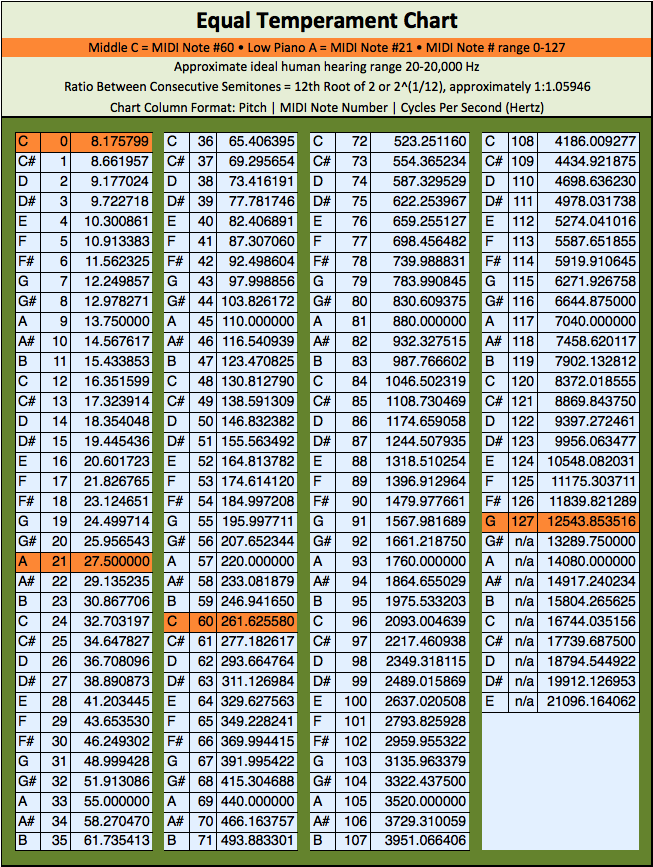 Equal Temperament Chart
Middle C = MIDI Note #60 • Low Piano A = MIDI Note #21 • MIDI Note # range 0-127
Approximate ideal human hearing range 20-20,000 Hz
Ratio Between Consecutive Semitones = 12th Root of 2 or 2^(1/12), approximately 1:1.05946
Chart Column Format: Pitch | MIDI Note Number | Cycles Per Second (Hertz)
C 0 8.175799
C# 1 8.661957
D 2 9.177024
D# 3 9.722718
E 4 10.300861
F 5 10.913383
F# 6 11.562325
G 7 12.249857
G# 8 12.978271
A 9 13.750000
A# 10 14.567617
B 11 15.433853
C 12 16.351599
C# 13 17.323914
D 14 18.354048
D# 15 19.445436
E 16 20.601723
F 17 21.826765
F# 18 23.124651
G 19 24.499714
G# 20 25.956543
A 21 27.500000
A# 22 29.135235
B 23 30.867706
C 24 32.703197
C# 25 34.647827
D 26 36.708096
D# 27 38.890873
E 28 41.203445
F 29 43.653530
F# 30 46.249302
G 31 48.999428
G# 32 51.913086
A 33 55.000000
A# 34 58.270470
B 35 61.735413
C 36 65.406395
C# 37 69.295654
D 38 73.416191
D# 39 77.781746
E 40 82.406891
F 41 87.307060
F# 42 92.498604
G 43 97.998856
G# 44 103.826172
A 45 110.000000
A# 46 116.540939
B 47 123.470825
C 48 130.812790
C# 49 138.591309
D 50 146.832382
D# 51 155.563492
E 52 164.813782
F 53 174.614120
F# 54 184.997208
G 55 195.997711
G# 56 207.652344
A 57 220.000000
A# 58 233.081879
B 59 246.941650
C 60 261.625580
C# 61 277.182617
D 62 293.664764
D# 63 311.126984
E 64 329.627563
F 65 349.228241
F# 66 369.994415
G 67 391.995422
G# 68 415.304688
A 69 440.000000
A# 70 466.163757
B 71 493.883301
C 72 523.251160
C# 73 554.365234
D 74 587.329529
D# 75 622.253967
E 76 659.255127
F 77 698.456482
F# 78 739.988831
G 79 783.990845
G# 80 830.609375
A 81 880.000000
A# 82 932.327515
B 83 987.766602
C 84 1046.502319
C# 85 1108.730469
D 86 1174.659058
D# 87 1244.507935
E 88 1318.510254
F 89 1396.912964
F# 90 1479.977661
G 91 1567.981689
G# 92 1661.218750
A 93 1760.000000
A# 94 1864.655029
B 95 1975.533203
C 96 2093.004639
C# 97 2217.460938
D 98 2349.318115
D# 99 2489.015869
E 100 2637.020508
F 101 2793.825928
F# 102 2959.955322
G 103 3135.963379
G# 104 3322.437500
A 105 3520.000000
A# 106 3729.310059
B 107 3951.066406
C 108 4186.009277
C# 109 4434.921875
D 110 4698.636230
D# 111 4978.031738
E 112 5274.041016
F 113 5587.651855
F# 114 5919.910645
G 115 6271.926758
G# 116 6644.875000
A 117 7040.000000
A# 118 7458.620117
B 119 7902.132812
C 120 8372.018555
C# 121 8869.843750
D 122 9397.272461
D# 123 9956.063477
E 124 10548.082031
F 125 11175.303711
F# 126 11839.821289
G 127 12543.853516
G# n/a 13289.750000
A n/a 14080.000000
A# n/a 14917.240234
B n/a 15804.265625
C n/a 16744.035156
C# n/a 17739.687500
D n/a 18794.544922
D# n/a 19912.126953
E n/a 21096.164062